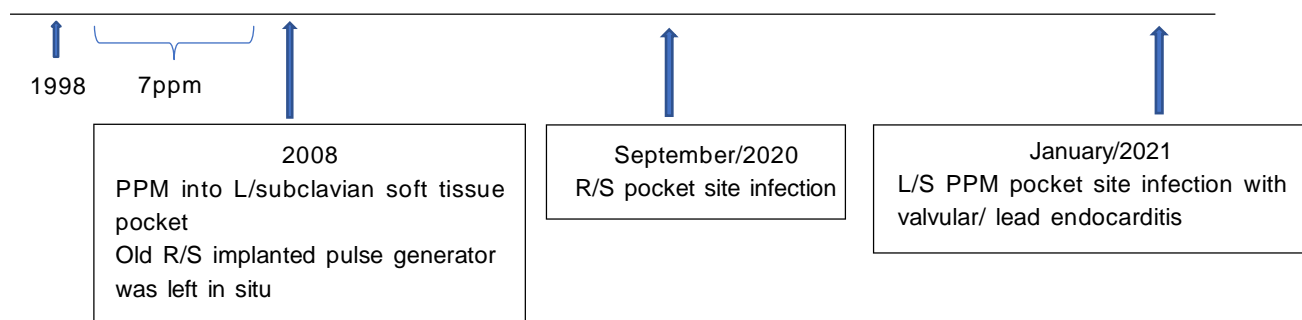 1998
7ppm
2008
PPM into L/subclavian soft tissue
pocket
Old R/S implanted pulse generator
was left in situ
September/2020
R/S pocket site infection
January/2021
L/S PPM pocket site infection with
valvular/ lead endocarditis